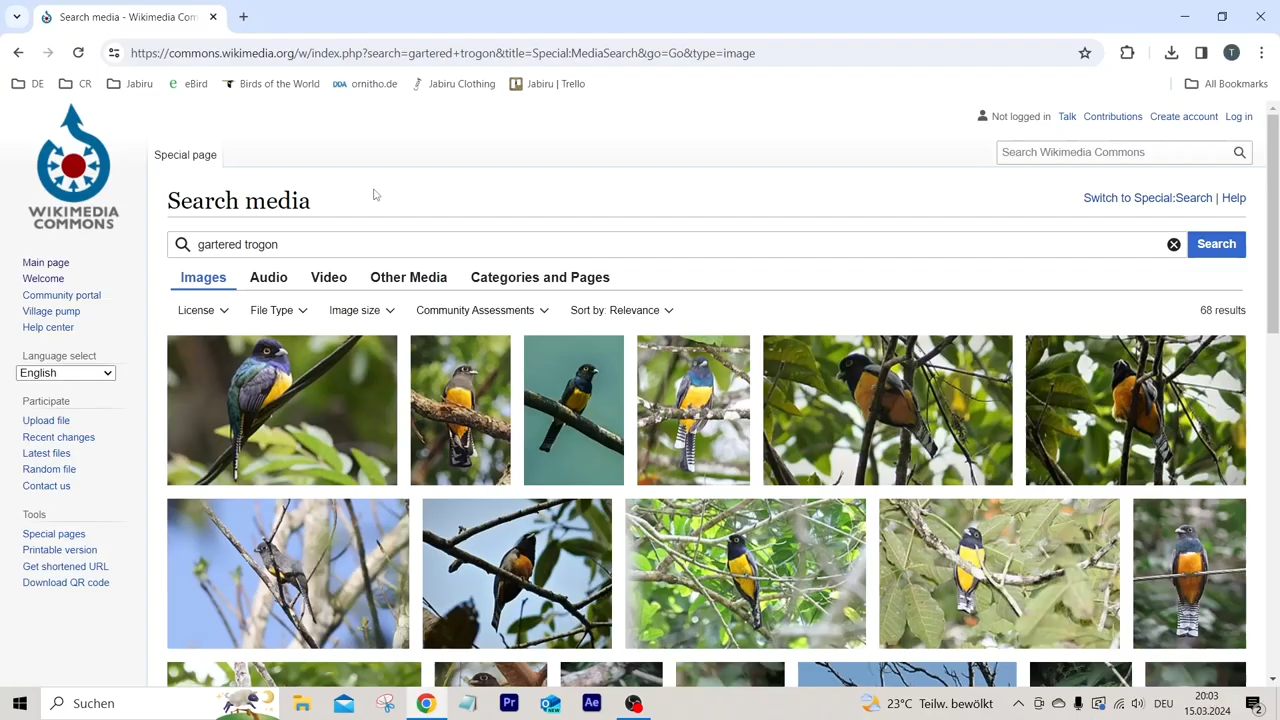 Search media - Wikimedia Com
https://commons.wikimedia.org/w/index.php?search=gartered+trogon&title=Special:MediaSearch&go=Go&type=image
T
DE CR Jabiru eBird Birds of the World DDA ornitho.de Jabiru Clothing Jabiru | Trello All Bookmarks
Not logged in Talk Contributions Create account Log in
Special page
Search Wikimedia Commons
WIKIMEDIA
COMMONS
Main page
Welcome
Community portal
Village pump
Help center
Language select
English
Participate
Upload file
Recent changes
Latest files
Random file
Contact us
Tools
Special pages
Printable version
Get shortened URL
Download QR code
Search media
Switch to Special:Search | Help
gartered trogon
Search
Images Audio Video Other Media Categories and Pages
License File Type Image size Community Assessments Sort by: Relevance 68 results
Suchen
Pr
NEW
Ae
23°C Teilw. bewölkt
DEU
20:03
15.03.2024
2